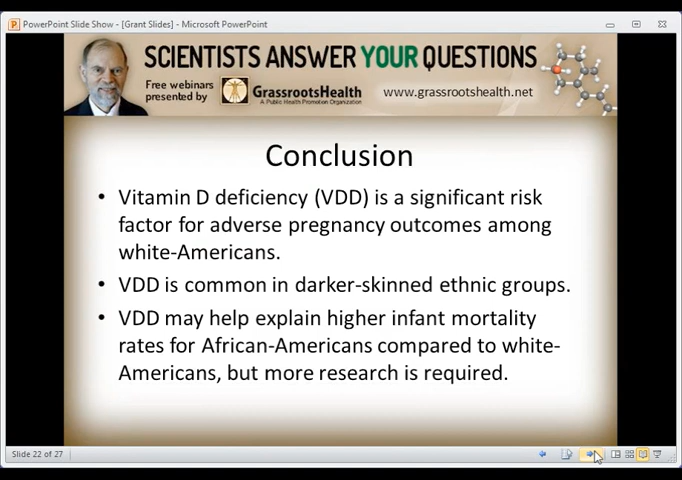 PowerPoint Slide Show - [Grant Slides] - Microsoft PowerPoint
SCIENTISTS ANSWER YOUR QUESTIONS
Free webinars
presented by
GrassrootsHealth
A Public Health Promotion Organization
www.grassrootshealth.net
Conclusion
• Vitamin D deficiency (VDD) is a significant risk
factor for adverse pregnancy outcomes among
white-Americans.
• VDD is common in darker-skinned ethnic groups.
• VDD may help explain higher infant mortality
rates for African-Americans compared to white-
Americans, but more research is required.
Slide 22 of 27